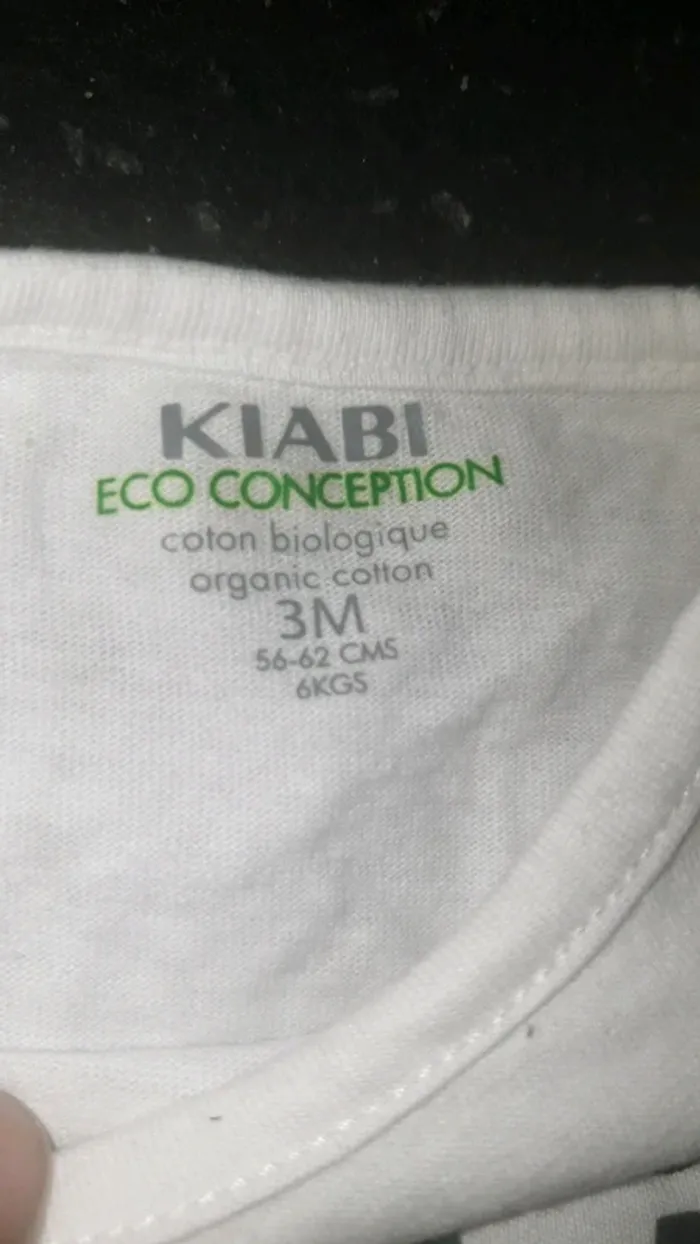 KIABI
ECO CONCEPTION
coton biologique
organic cotton
3M
56-62 CMS
6KGS